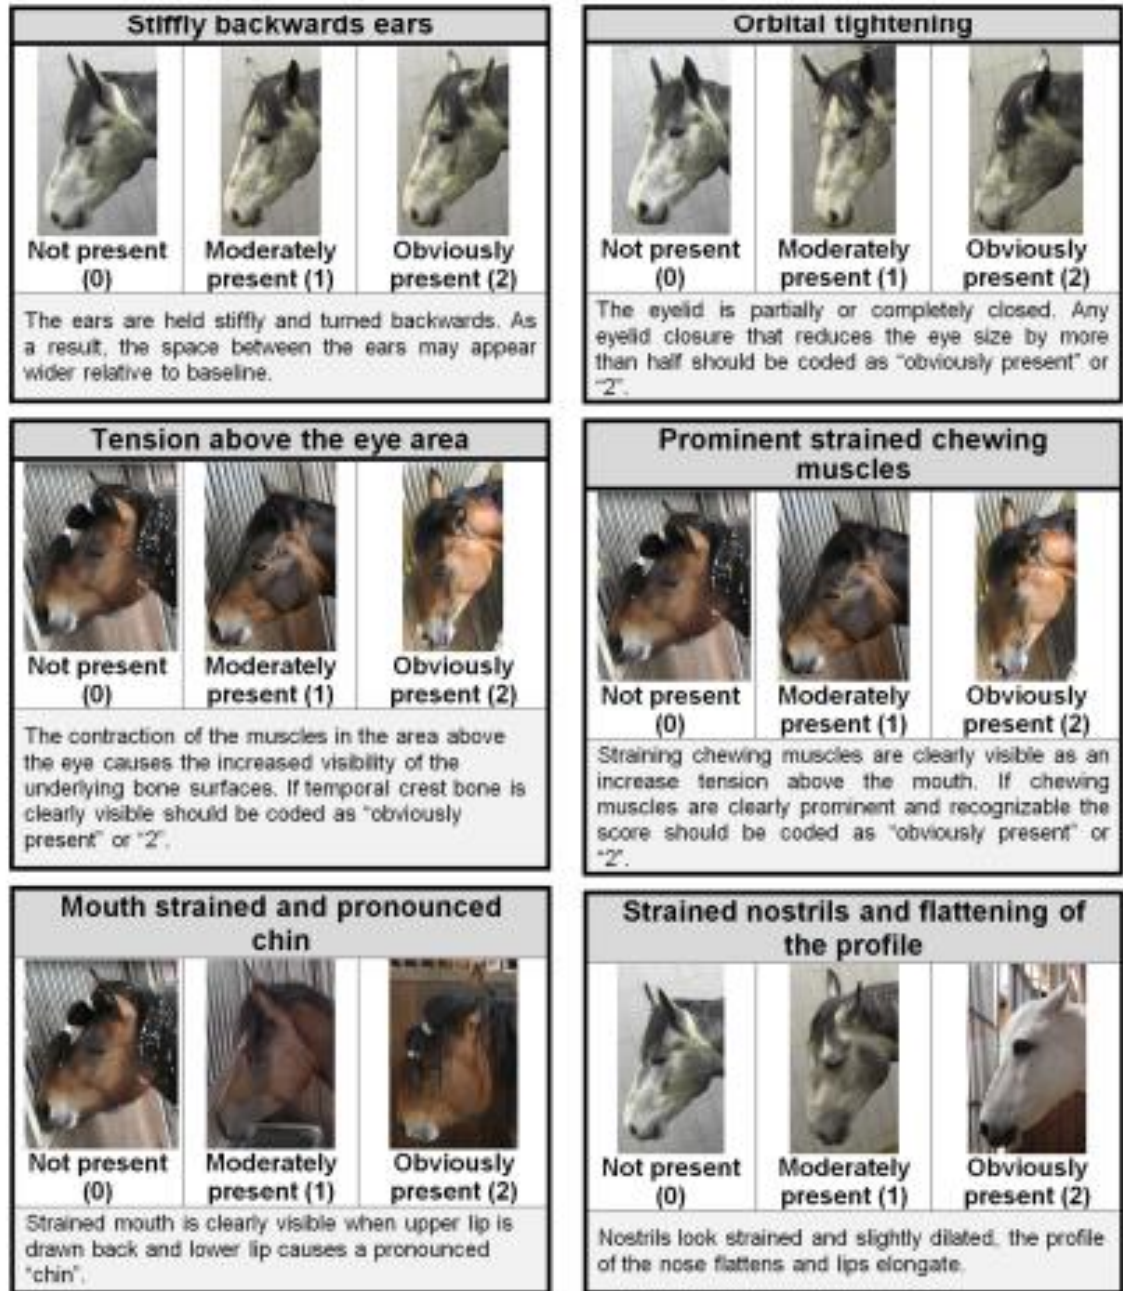 Stiffly backwards ears
Not present
(0)
Moderately
present (1)
Obviously
present (2)
The ears are held stiffly and turned backwards. As
a result, the space between the ears may appear
wider relative to baseline.
Orbital tightening
Not present
(0)
Moderately
present (1)
Obviously
present (2)
The eyelid is partially or completely closed. Any
eyelid closure that reduces the eye size by more
than half should be coded as “obviously present” or
“2”.
Tension above the eye area
Not present
(0)
Moderately
present (1)
Obviously
present (2)
The contraction of the muscles in the area above
the eye causes the increased visibility of the
underlying bone surfaces. If temporal crest bone is
clearly visible should be coded as “obviously
present” or “2”.
Prominent strained chewing
muscles
Not present
(0)
Moderately
present (1)
Obviously
present (2)
Straining chewing muscles are clearly visible as an
increase tension above the mouth. If chewing
muscles are clearly prominent and recognizable the
score should be coded as “obviously present” or
“2”.
Mouth strained and pronounced
chin
Not present
(0)
Moderately
present (1)
Obviously
present (2)
Strained mouth is clearly visible when upper lip is
drawn back and lower lip causes a pronounced
“chin”.
Strained nostrils and flattening of
the profile
Not present
(0)
Moderately
present (1)
Obviously
present (2)
Nostrils look strained and slightly dilated, the profile
of the nose flattens and lips elongate.